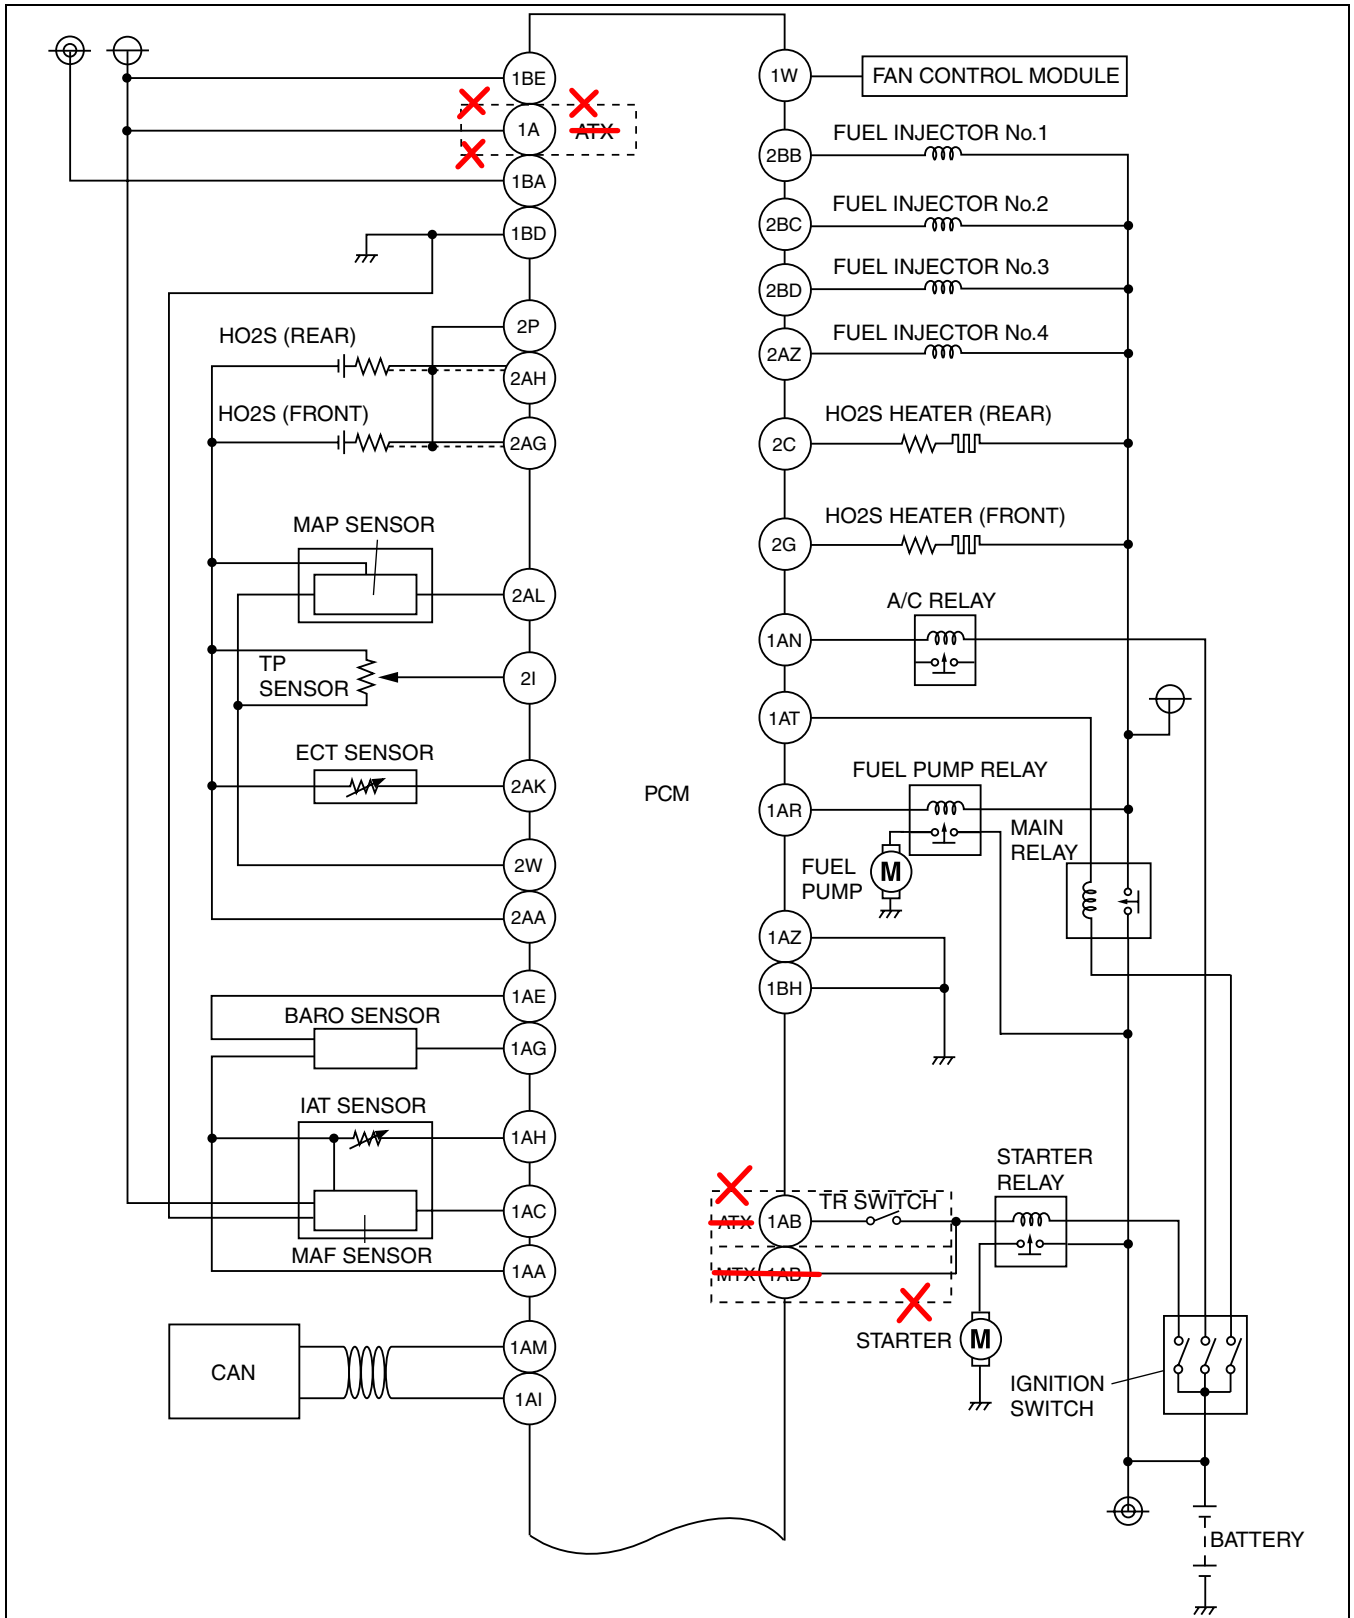 1BE
1W
FAN CONTROL MODULE
1A
ATX
FUEL INJECTOR No.1
2BB
1BA
FUEL INJECTOR No.2
2BC
1BD
FUEL INJECTOR No.3
2BD
2P
HO2S (REAR)
FUEL INJECTOR No.4
2AZ
2AH
HO2S (FRONT)
HO2S HEATER (REAR)
2AG
2C
MAP SENSOR
HO2S HEATER (FRONT)
2G
2AL
A/C RELAY
1AN
TP
SENSOR
2I
1AT
ECT SENSOR
FUEL PUMP RELAY
2AK
PCM
1AR
MAIN
RELAY
2W
FUEL
PUMP
M
2AA
1AZ
1BH
1AE
BARO SENSOR
1AG
IAT SENSOR
1AH
STARTER
RELAY
1AC
TR SWITCH
ATX
1AB
MAF SENSOR
1AA
MTX
1AB
STARTER
M
1AM
CAN
1AI
IGNITION
SWITCH
BATTERY